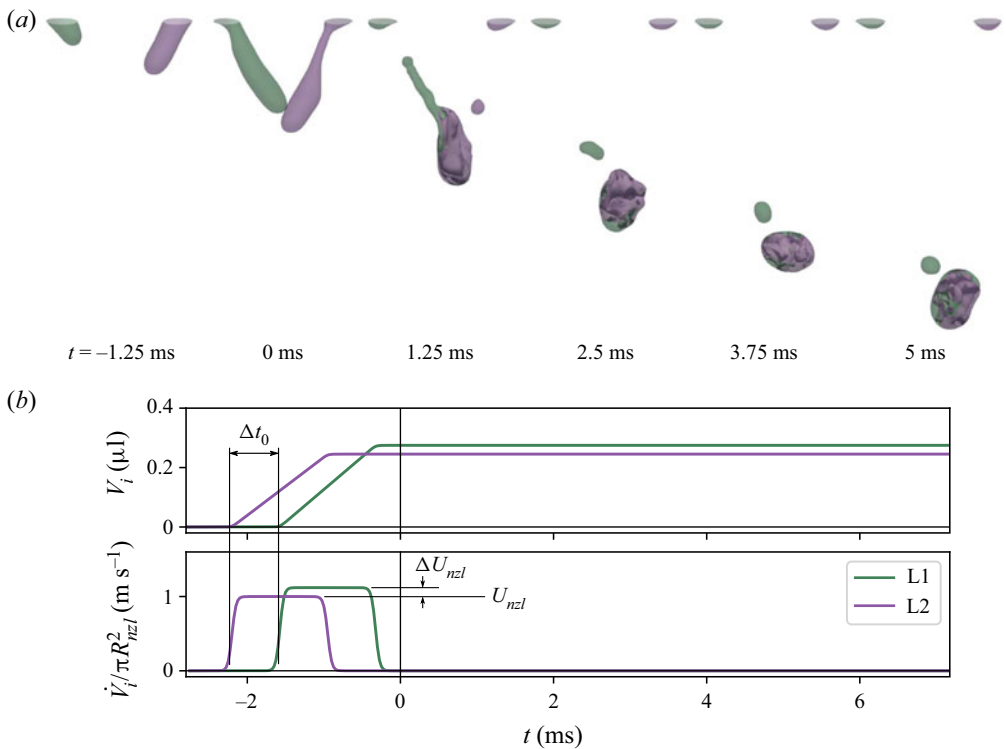 (a)
t = –1.25 ms 0 ms 1.25 ms 2.5 ms 3.75 ms 5 ms
(b)
0.4
0.2
0
V_i (μl)
Δt_0
1
0
V̇_i/πR²_nzl (m s⁻¹)
ΔU_nzl
U_nzl
L1
L2
–2 0 2 4 6
t (ms)